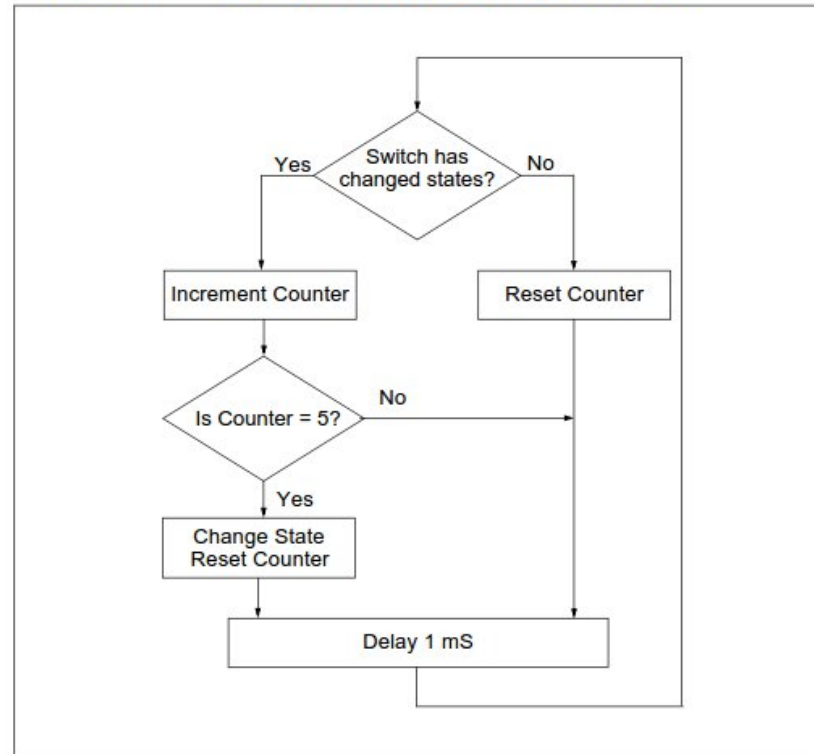 Switch has
changed states?
Yes
No
Increment Counter
Reset Counter
Is Counter = 5?
No
Yes
Change State
Reset Counter
Delay 1 mS